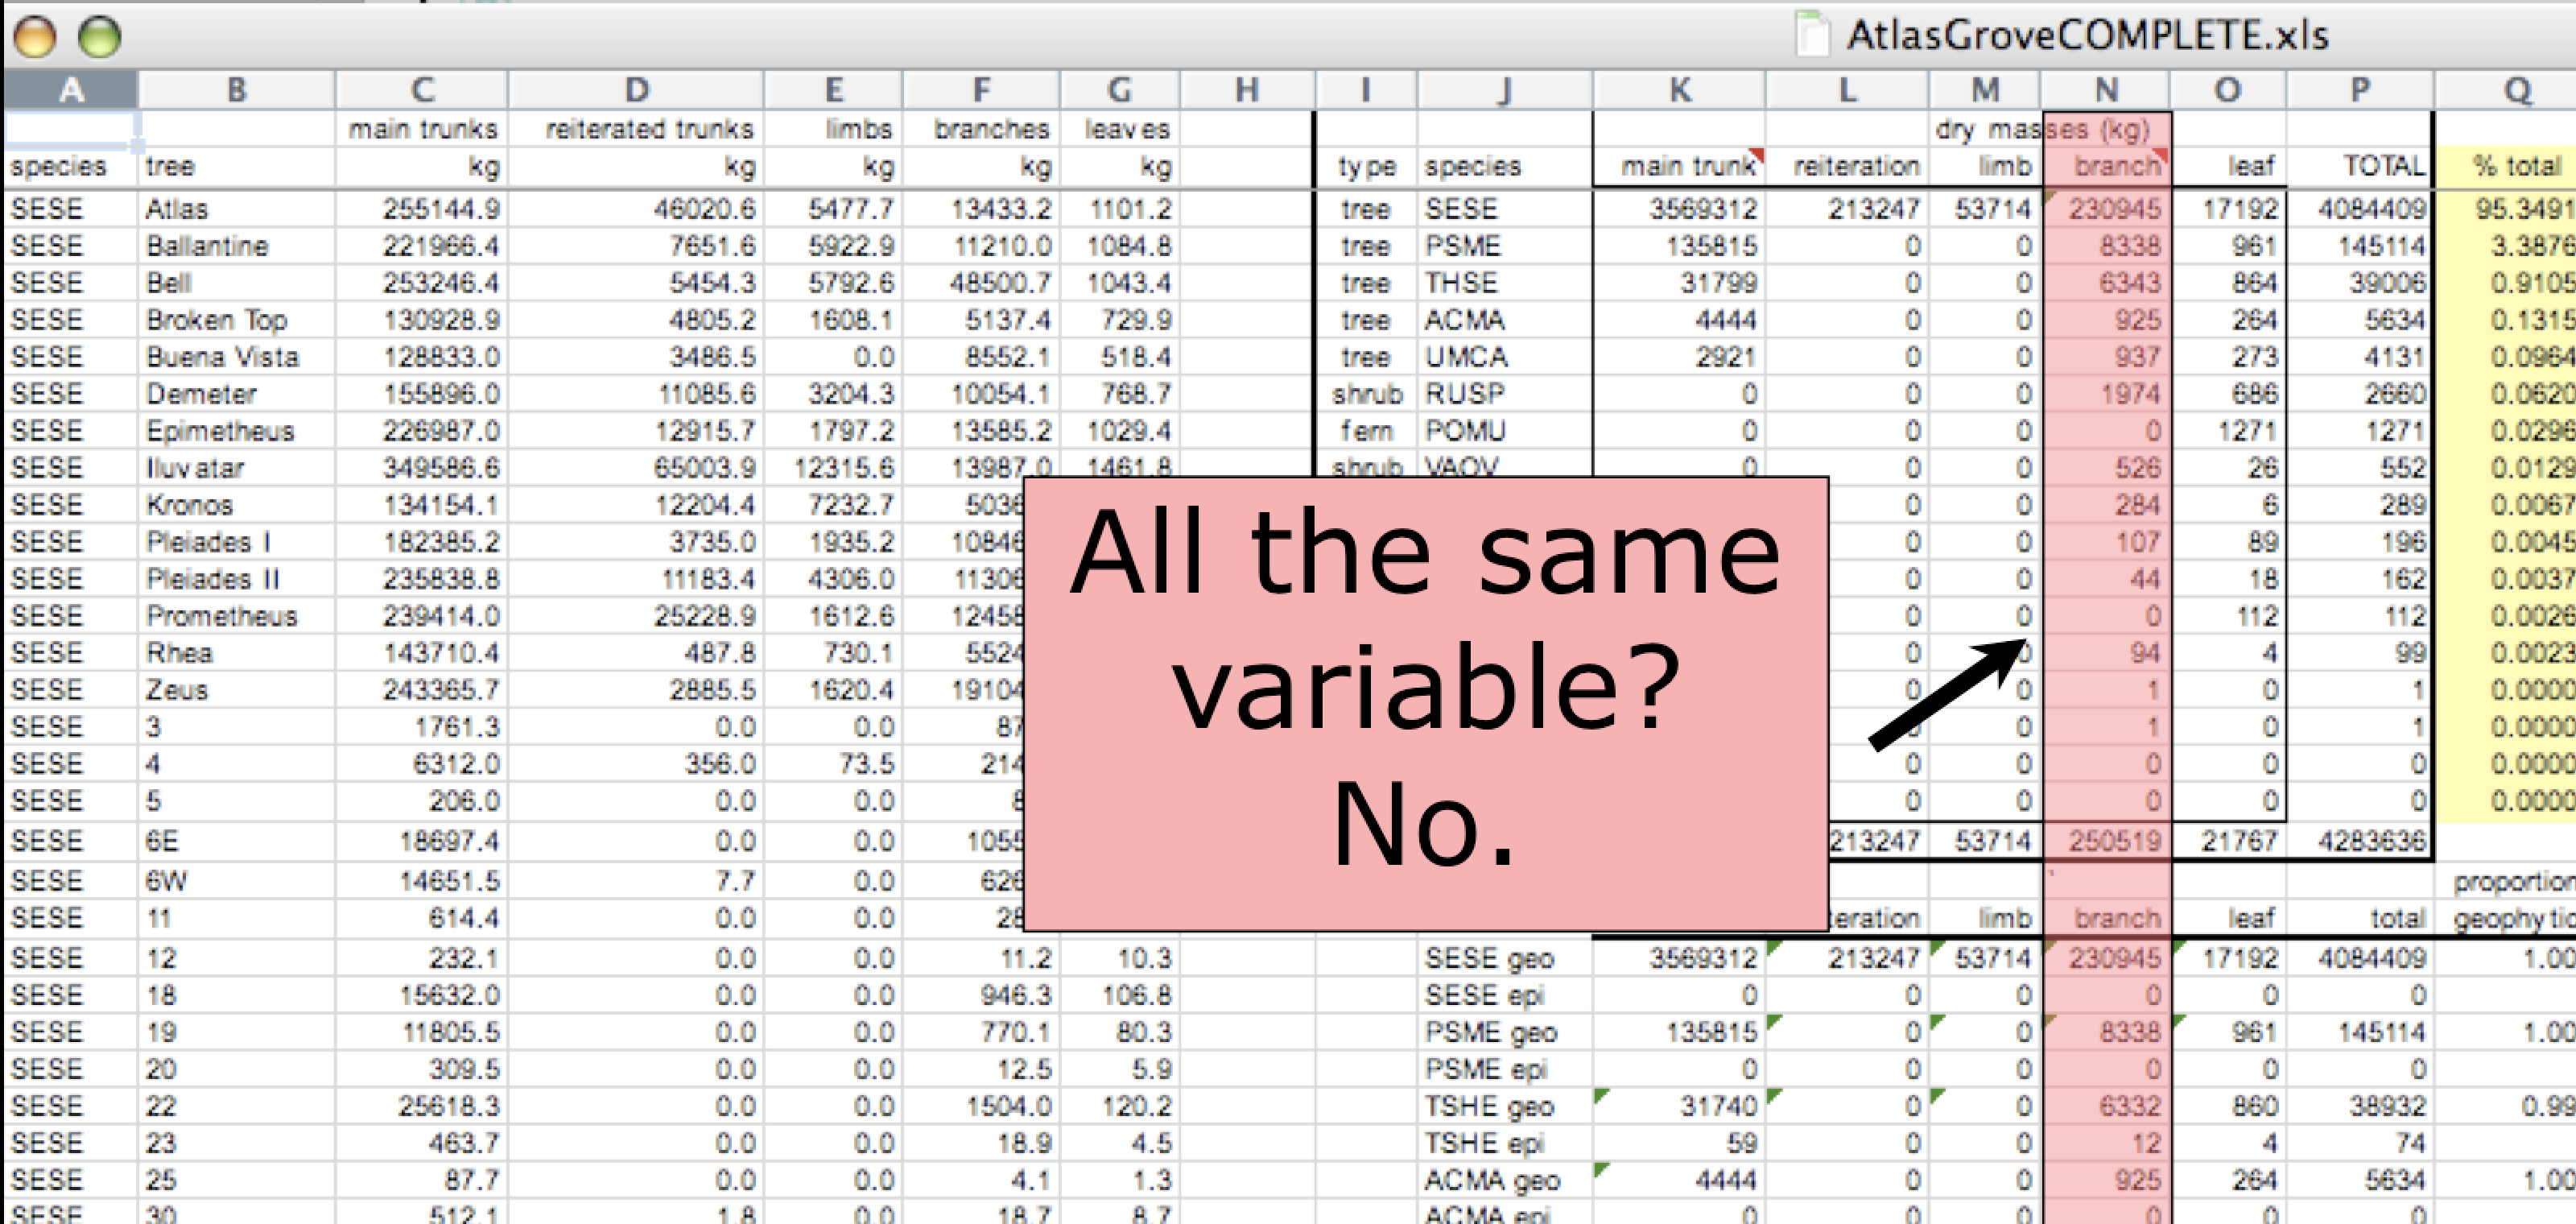 AtlasGroveCOMPLETE.xls
A B C D E F G H I J K L M N O P Q
main trunks reiterated trunks limbs branches leaves dry masses (kg)
species tree kg kg kg kg kg type species main trunk reiteration limb branch leaf TOTAL % total
SESE Atlas 255144.9 46020.6 5477.7 13433.2 1101.2 tree SESE 3569312 213247 53714 230945 17192 4084409 95.3491
SESE Ballantine 221966.4 7651.6 5922.9 11210.0 1084.8 tree PSME 135815 0 0 8338 961 145114 3.3876
SESE Bell 253246.4 5454.3 5792.6 48500.7 1043.4 tree THSE 31799 0 0 6343 864 39006 0.9105
SESE Broken Top 130928.9 4805.2 1608.1 5137.4 729.9 tree ACMA 4444 0 0 925 264 5634 0.1315
SESE Buena Vista 128833.0 3486.5 0.0 8552.1 518.4 tree UMCA 2921 0 0 937 273 4131 0.0964
SESE Demeter 155896.0 11085.6 3204.3 10054.1 768.7 shrub RUSP 0 0 0 1974 686 2660 0.0620
SESE Epimetheus 226987.0 12915.7 1797.2 13585.2 1029.4 fern POMU 0 0 0 0 1271 1271 0.0296
SESE Iluvatar 349586.6 65003.9 12315.6 13987.0 1461.8 shrub VAOV 0 0 0 526 26 552 0.0129
SESE Kronos 134154.1 12204.4 7232.7 5036 0 0 284 6 289 0.0067
SESE Pleiades I 182385.2 3735.0 1935.2 10846 0 0 107 89 196 0.0045
SESE Pleiades II 235838.8 11183.4 4306.0 11306 0 0 44 18 162 0.0037
SESE Prometheus 239414.0 25228.9 1612.6 12458 0 0 0 112 112 0.0026
SESE Rhea 143710.4 487.8 730.1 5524 0 0 94 4 99 0.0023
SESE Zeus 243365.7 2885.5 1620.4 19104 0 0 1 0 1 0.0000
SESE 3 1761.3 0.0 0.0 87 0 0 1 0 1 0.0000
SESE 4 6312.0 356.0 73.5 214 0 0 0 0 0 0.0000
SESE 5 206.0 0.0 0.0 8 0 0 0 0 0 0.0000
SESE 6E 18697.4 0.0 0.0 1055 213247 53714 250519 21767 4283636
SESE 6W 14651.5 7.7 0.0 626 proportion
SESE 11 614.4 0.0 0.0 28 teration limb branch leaf total geophytic
All the same
variable?
No.
SESE 12 232.1 0.0 0.0 11.2 10.3 SESE geo 3569312 213247 53714 230945 17192 4084409 1.00
SESE 18 15632.0 0.0 0.0 946.3 106.8 SESE epi 0 0 0 0 0 0
SESE 19 11805.5 0.0 0.0 770.1 80.3 PSME geo 135815 0 0 8338 961 145114 1.00
SESE 20 309.5 0.0 0.0 12.5 5.9 PSME epi 0 0 0 0 0 0
SESE 22 25618.3 0.0 0.0 1504.0 120.2 TSHE geo 31740 0 0 6332 860 38932 0.99
SESE 23 463.7 0.0 0.0 18.9 4.5 TSHE epi 59 0 0 12 4 74
SESE 25 87.7 0.0 0.0 4.1 1.3 ACMA geo 4444 0 0 925 264 5634 1.00
SESE 30 512.1 1.8 0.0 18.7 8.7 ACMA epi 0 0 0 0 0 0